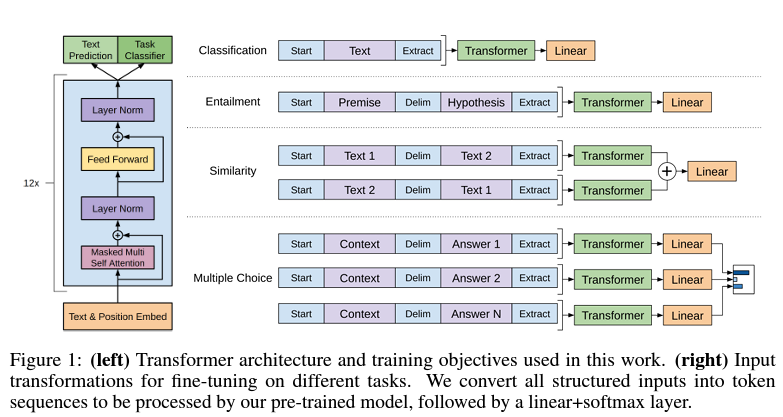 Text Prediction
Task Classifier
12x
Layer Norm
Feed Forward
Layer Norm
Masked Multi Self Attention
Text & Position Embed
Classification
Start Text Extract Transformer Linear
Entailment
Start Premise Delim Hypothesis Extract Transformer Linear
Similarity
Start Text 1 Delim Text 2 Extract Transformer
Start Text 2 Delim Text 1 Extract Transformer
Linear
Multiple Choice
Start Context Delim Answer 1 Extract Transformer Linear
Start Context Delim Answer 2 Extract Transformer Linear
Start Context Delim Answer N Extract Transformer Linear
Figure 1: (left) Transformer architecture and training objectives used in this work. (right) Input
transformations for fine-tuning on different tasks. We convert all structured inputs into token
sequences to be processed by our pre-trained model, followed by a linear+softmax layer.